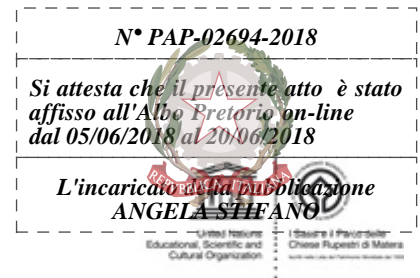 N° PAP-02694-2018
Si attesta che il presente atto è stato
affisso all'Albo Pretorio on-line
dal 05/06/2018 al 20/06/2018
L'incaricato della pubblicazione
ANGELA STIFANO
REPUBBLICA ITALIANA
United Nations
Educational, Scientific and
Cultural Organization
I Sassi e il Parco delle
Chiese Rupestri di Matera